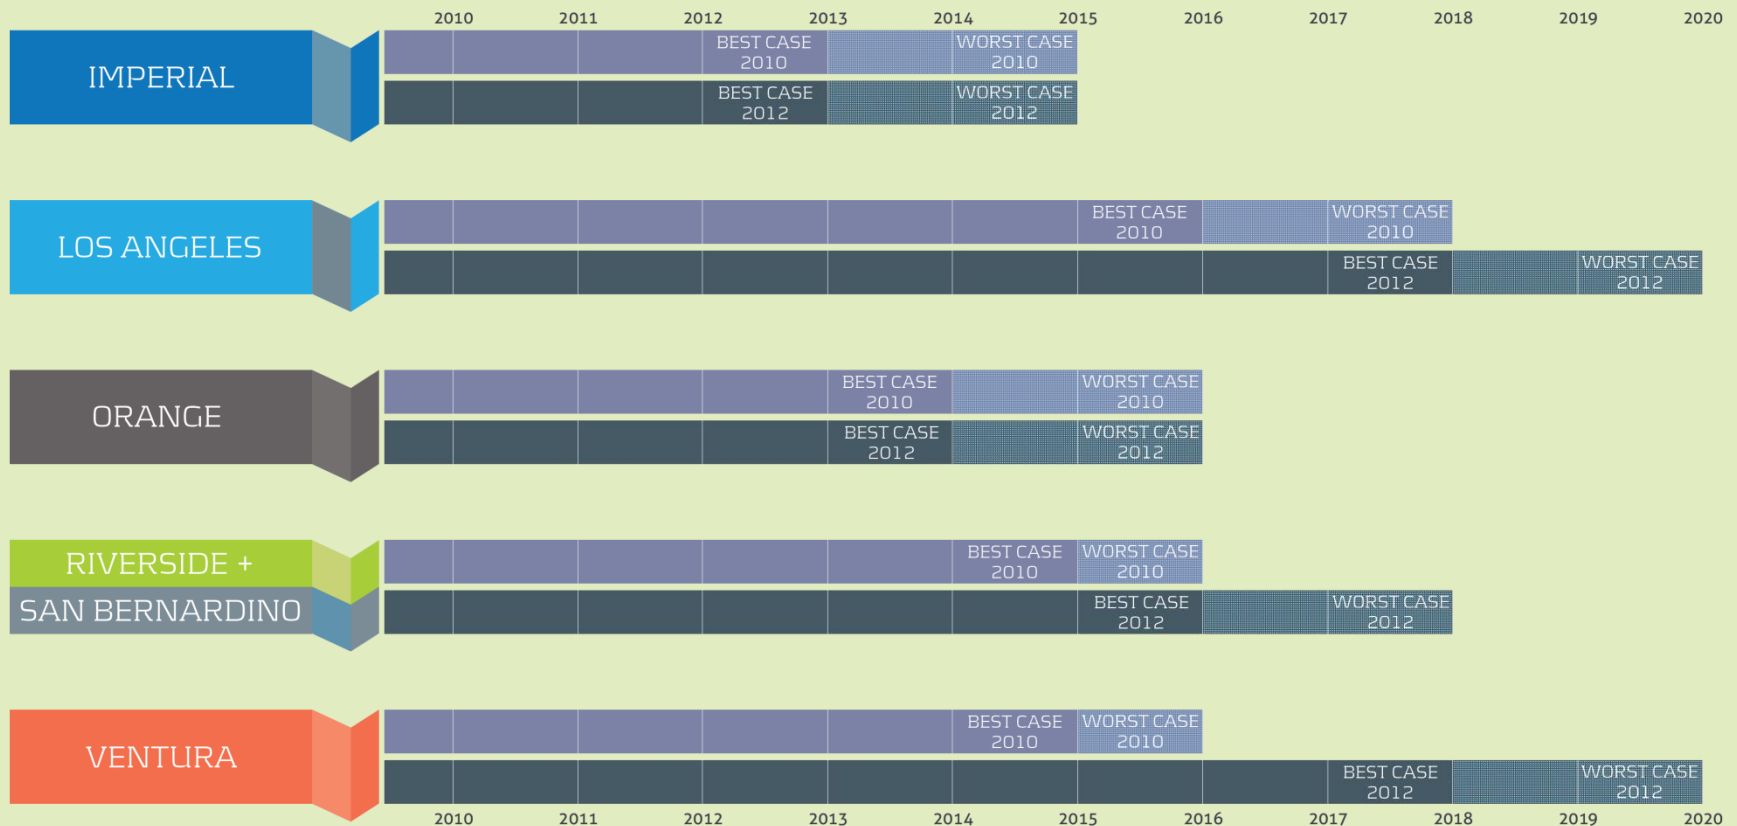 2010 2011 2012 2013 2014 2015 2016 2017 2018 2019 2020
IMPERIAL
BEST CASE
2010
WORST CASE
2010
BEST CASE
2012
WORST CASE
2012
LOS ANGELES
BEST CASE
2010
WORST CASE
2010
BEST CASE
2012
WORST CASE
2012
ORANGE
BEST CASE
2010
WORST CASE
2010
BEST CASE
2012
WORST CASE
2012
RIVERSIDE +
SAN BERNARDINO
BEST CASE
2010
WORST CASE
2010
BEST CASE
2012
WORST CASE
2012
VENTURA
BEST CASE
2010
WORST CASE
2010
BEST CASE
2012
WORST CASE
2012
2010 2011 2012 2013 2014 2015 2016 2017 2018 2019 2020